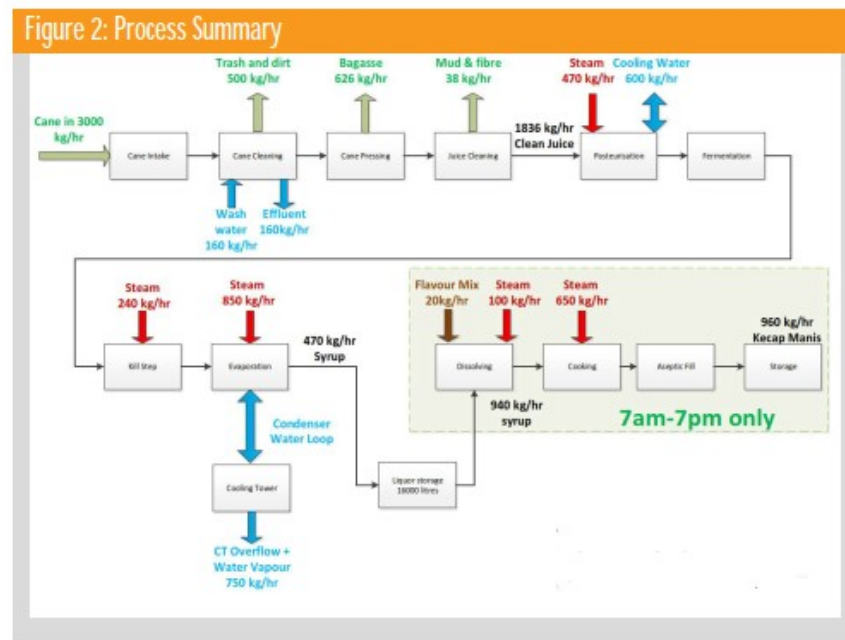 Figure 2: Process Summary
Trash and dirt
500 kg/hr
Bagasse
626 kg/hr
Mud & fibre
38 kg/hr
Steam
470 kg/hr
Cooling Water
600 kg/hr
Cane in 3000
kg/hr
1836 kg/hr
Clean Juice
Cane Intake
Cane Cleaning
Cane Pressing
Juice Cleaning
Pasteurisation
Fermentation
Wash
water
160 kg/hr
Effluent
160kg/hr
Steam
240 kg/hr
Steam
850 kg/hr
470 kg/hr
Syrup
Flavour Mix
20kg/hr
Steam
100 kg/hr
Steam
650 kg/hr
960 kg/hr
Kecap Manis
Kill Step
Evaporation
Dissolving
Cooking
Aseptic Fill
Storage
940 kg/hr
syrup
7am-7pm only
Condenser
Water Loop
Cooling Tower
Liquor storage
16000 litres
CT Overflow +
Water Vapour
750 kg/hr